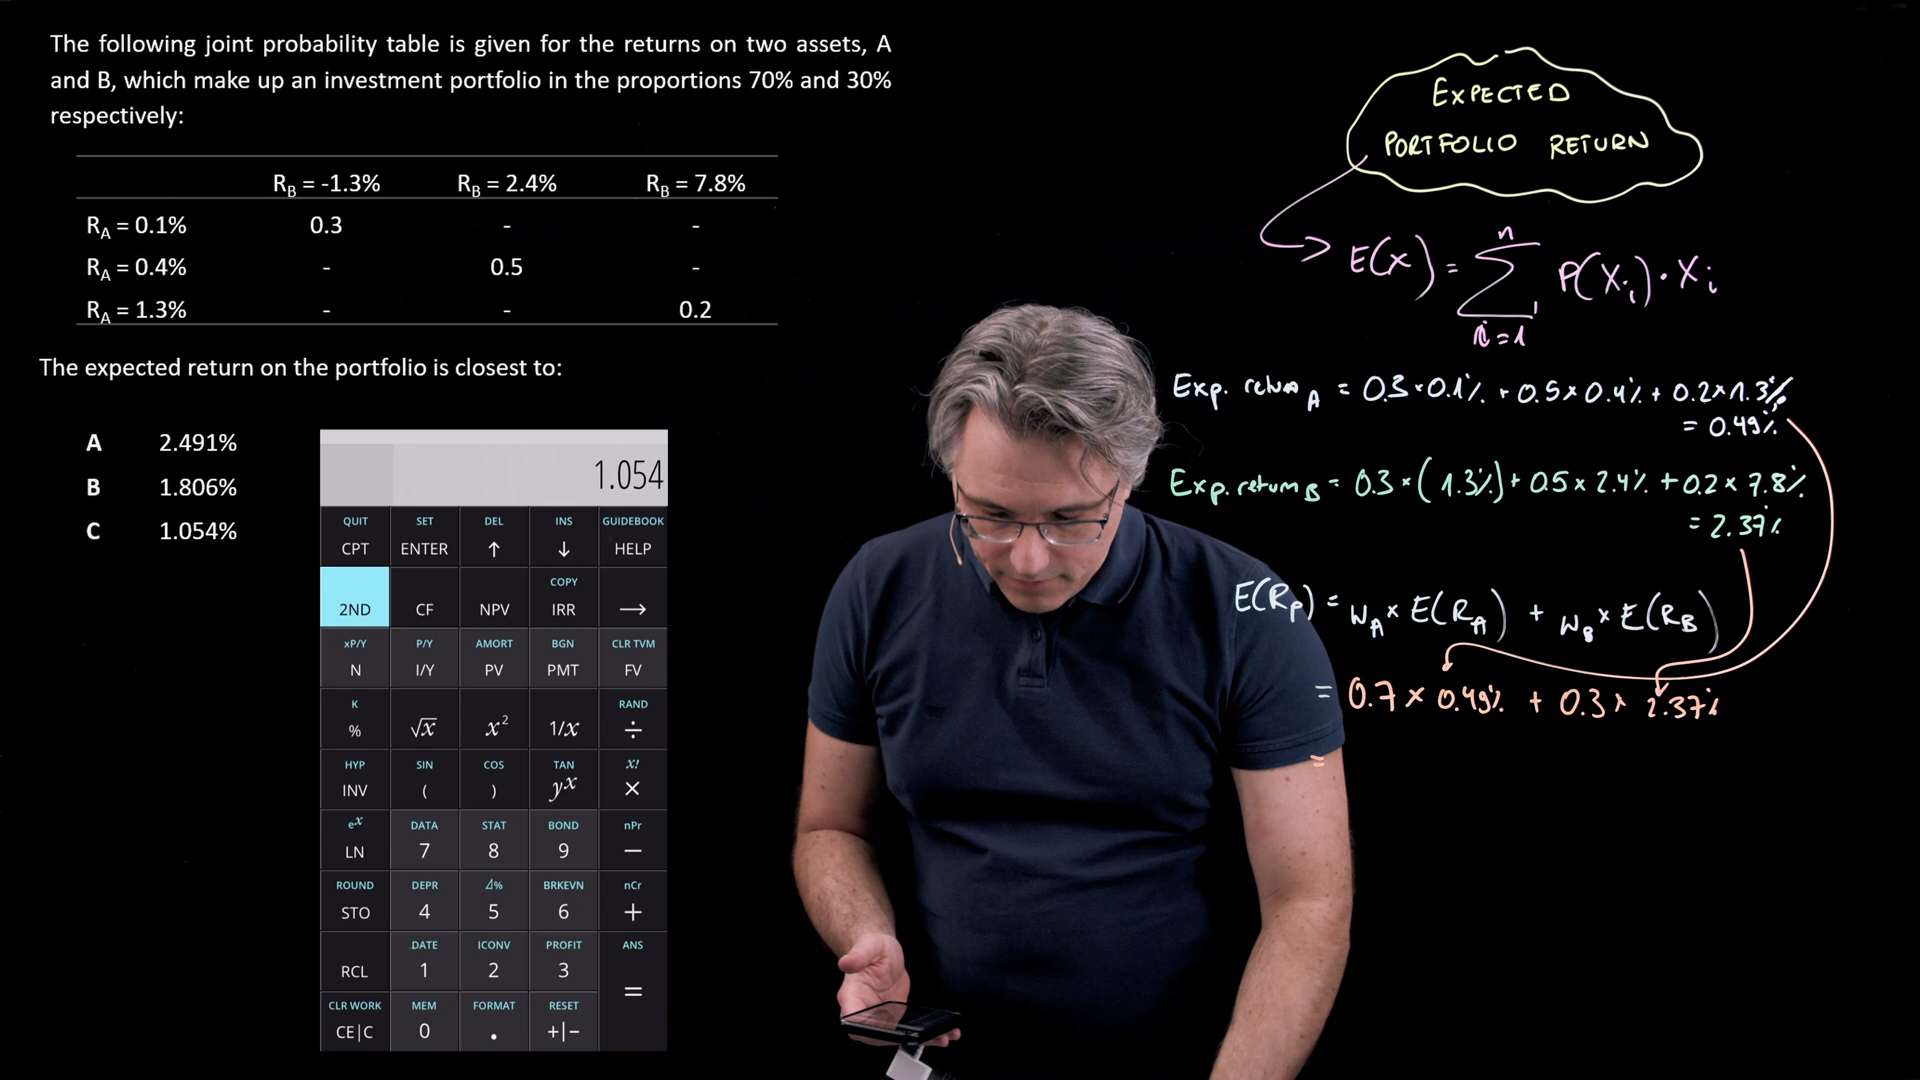 The following joint probability table is given for the returns on two assets, A
and B, which make up an investment portfolio in the proportions 70% and 30%
respectively:
R_B = -1.3% R_B = 2.4% R_B = 7.8%
R_A = 0.1% 0.3 - -
R_A = 0.4% - 0.5 -
R_A = 1.3% - - 0.2
The expected return on the portfolio is closest to:
A 2.491%
B 1.806%
C 1.054%
1.054
QUIT SET DEL INS GUIDEBOOK
CPT ENTER ↑ ↓ HELP
COPY
2ND CF NPV IRR →
xP/Y P/Y AMORT BGN CLR TVM
N I/Y PV PMT FV
K RAND
% √x x² 1/x ÷
HYP SIN COS TAN x!
INV ( ) yˣ ×
eˣ DATA STAT BOND nPr
LN 7 8 9 −
ROUND DEPR Δ% BRKEVN nCr
STO 4 5 6 +
DATE ICONV PROFIT ANS
RCL 1 2 3 =
CLR WORK MEM FORMAT RESET
CE|C 0 . +|−
EXPECTED
PORTFOLIO RETURN
E(X) = Σ P(Xi) · Xi
n
i=1
Exp. return A = 0.3 × 0.1% + 0.5 × 0.4% + 0.2 × 1.3%
= 0.49%
Exp. return B = 0.3 × ( 1.3%) + 0.5 × 2.4% + 0.2 × 7.8%
= 2.37%
E(R_P) = w_A × E(R_A) + w_B × E(R_B)
= 0.7 × 0.49% + 0.3 × 2.37%
=